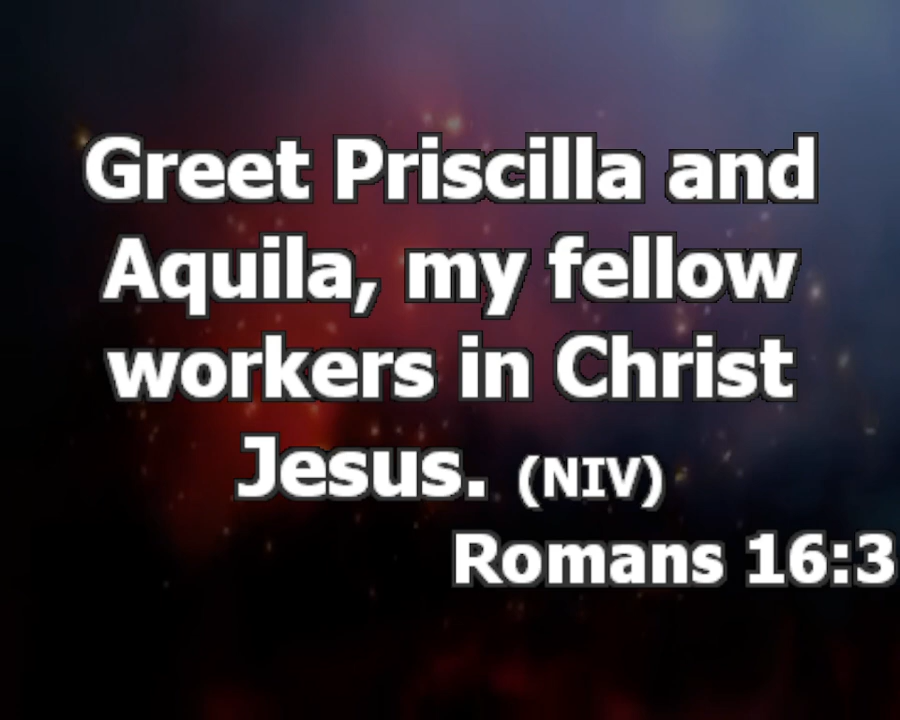 Greet Priscilla and
Aquila, my fellow
workers in Christ
Jesus. (NIV)
Romans 16:3